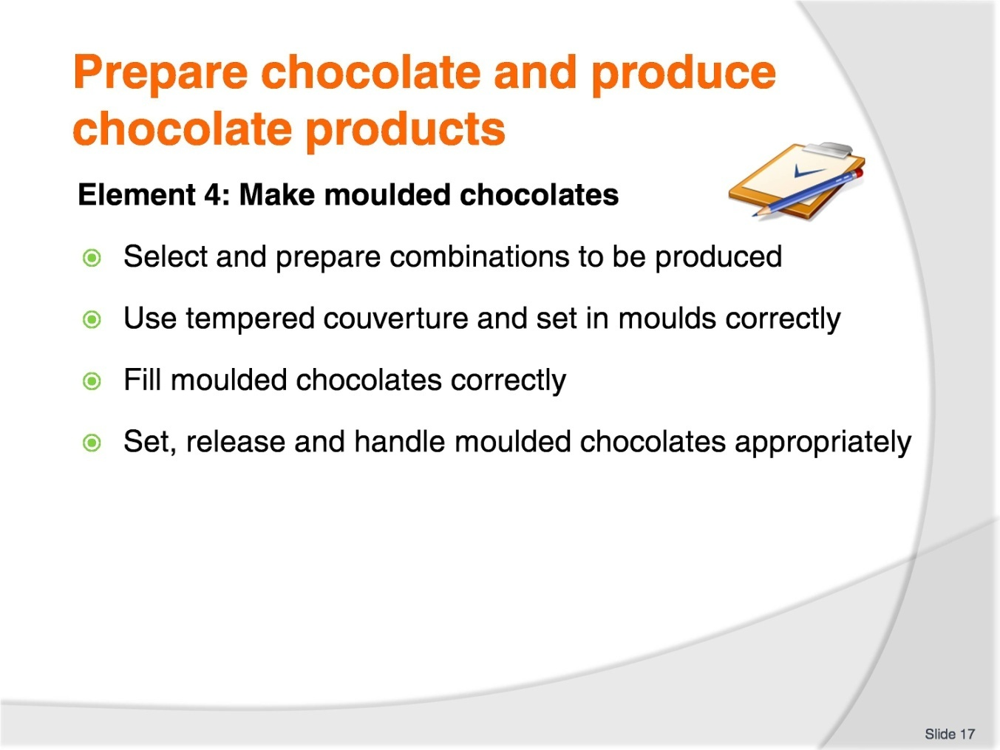 Prepare chocolate and produce
chocolate products
Element 4: Make moulded chocolates
Select and prepare combinations to be produced
Use tempered couverture and set in moulds correctly
Fill moulded chocolates correctly
Set, release and handle moulded chocolates appropriately
Slide 17